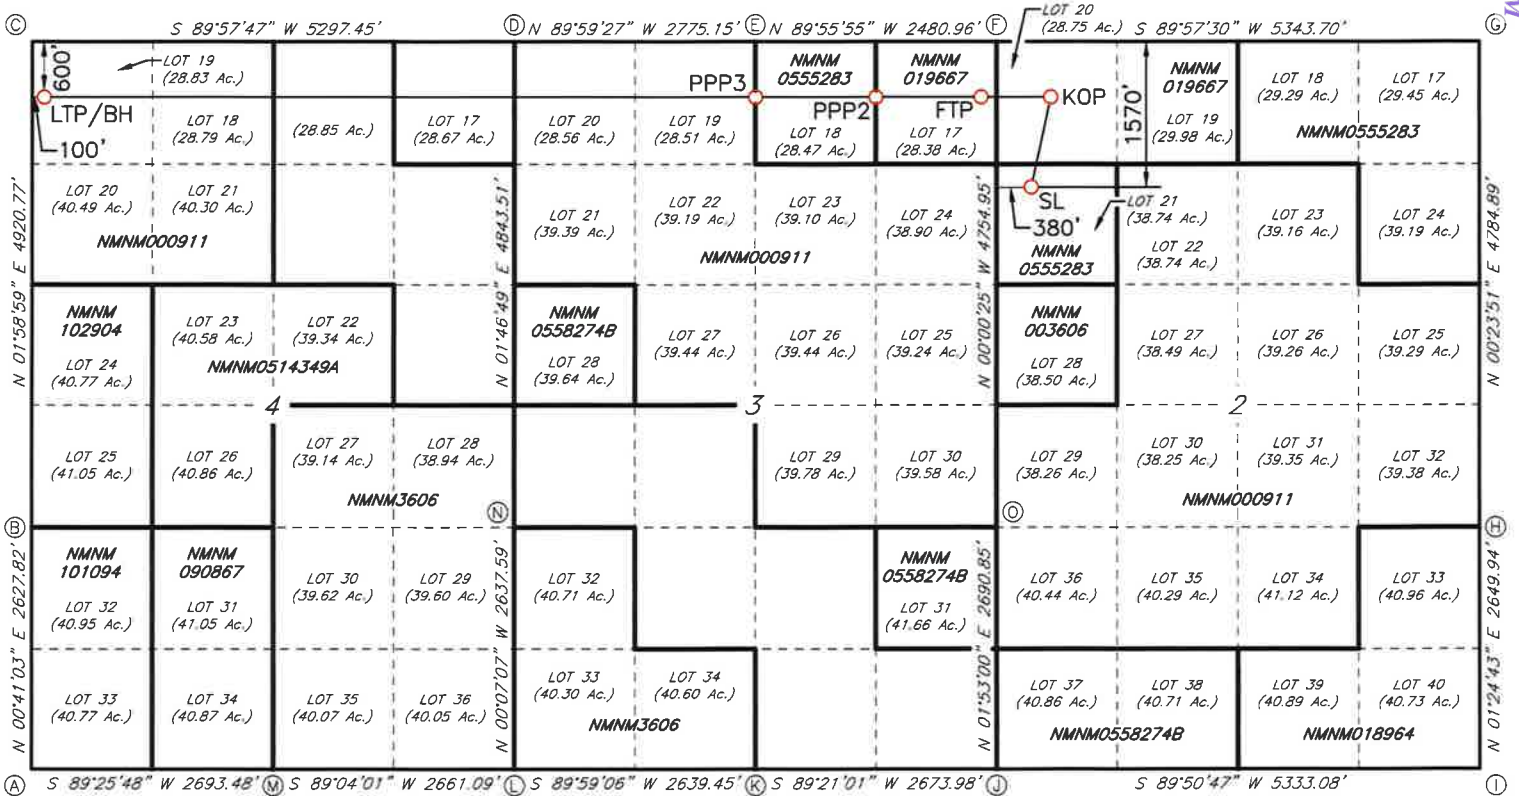 C S 89°57'47" W 5297.45' D N 89°59'27" W 2775.15' E N 89°55'55" W 2480.96' F LOT 20 (28.75 Ac.) S 89°57'30" W 5343.70' G
600'
LOT 19
(28.83 Ac.)
NMNM
0555283
NMNM
019667
NMNM
019667
LOT 18
(29.29 Ac.)
LOT 17
(29.45 Ac.)
LTP/BH
PPP3
PPP2
FTP
KOP
1570'
100'
LOT 18
(28.79 Ac.)
(28.85 Ac.)
LOT 17
(28.67 Ac.)
LOT 20
(28.56 Ac.)
LOT 19
(28.51 Ac.)
LOT 18
(28.47 Ac.)
LOT 17
(28.38 Ac.)
LOT 19
(29.98 Ac.)
NMNM0555283
N 01°58'59" E 4920.77'
LOT 20
(40.49 Ac.)
LOT 21
(40.30 Ac.)
NMNM000911
N 01°46'49" E 4843.51'
LOT 21
(39.39 Ac.)
LOT 22
(39.19 Ac.)
LOT 23
(39.10 Ac.)
LOT 24
(38.90 Ac.)
NMNM000911
N 00°00'25" W 4754.95'
SL
380'
LOT 21
(38.74 Ac.)
NMNM
0555283
LOT 22
(38.74 Ac.)
LOT 23
(39.16 Ac.)
LOT 24
(39.19 Ac.)
N 00°23'51" E 4784.89'
NMNM
102904
LOT 24
(40.77 Ac.)
LOT 23
(40.58 Ac.)
LOT 22
(39.34 Ac.)
NMNM0514349A
NMNM
0558274B
LOT 28
(39.64 Ac.)
LOT 27
(39.44 Ac.)
LOT 26
(39.44 Ac.)
LOT 25
(39.24 Ac.)
NMNM
003606
LOT 28
(38.50 Ac.)
LOT 27
(38.49 Ac.)
LOT 26
(39.26 Ac.)
LOT 25
(39.29 Ac.)
4
3
2
LOT 25
(41.05 Ac.)
LOT 26
(40.86 Ac.)
LOT 27
(39.14 Ac.)
LOT 28
(38.94 Ac.)
NMNM3606
LOT 29
(39.78 Ac.)
LOT 30
(39.58 Ac.)
LOT 29
(38.26 Ac.)
LOT 30
(38.25 Ac.)
LOT 31
(39.35 Ac.)
LOT 32
(39.38 Ac.)
NMNM000911
B
N
O
H
N 00°41'03" E 2627.82'
NMNM
101094
LOT 32
(40.95 Ac.)
NMNM
090867
LOT 31
(41.05 Ac.)
LOT 30
(39.62 Ac.)
LOT 29
(39.60 Ac.)
N 00°07'07" W 2637.59'
LOT 32
(40.71 Ac.)
NMNM
0558274B
LOT 31
(41.66 Ac.)
N 01°53'00" E 2690.85'
LOT 36
(40.44 Ac.)
LOT 35
(40.29 Ac.)
LOT 34
(41.12 Ac.)
LOT 33
(40.96 Ac.)
N 01°24'43" E 2649.94'
LOT 33
(40.77 Ac.)
LOT 34
(40.87 Ac.)
LOT 35
(40.07 Ac.)
LOT 36
(40.05 Ac.)
LOT 33
(40.30 Ac.)
LOT 34
(40.60 Ac.)
NMNM3606
LOT 37
(40.86 Ac.)
LOT 38
(40.71 Ac.)
NMNM0558274B
LOT 39
(40.89 Ac.)
LOT 40
(40.73 Ac.)
NMNM018964
A S 89°25'48" W 2693.48' M S 89°04'01" W 2661.09' L S 89°59'06" W 2639.45' K S 89°21'01" W 2673.98' J S 89°50'47" W 5333.08' I